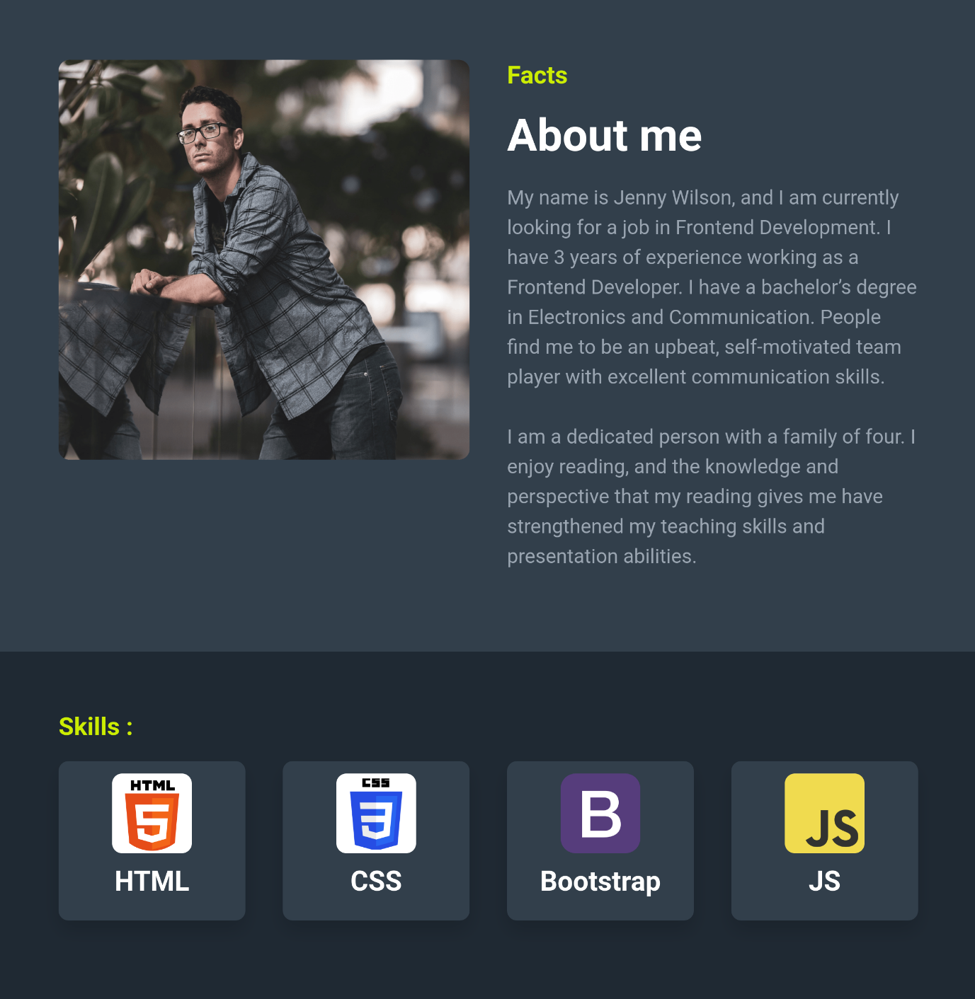 Facts
About me
My name is Jenny Wilson, and I am currently
looking for a job in Frontend Development. I
have 3 years of experience working as a
Frontend Developer. I have a bachelor’s degree
in Electronics and Communication. People
find me to be an upbeat, self-motivated team
player with excellent communication skills.
I am a dedicated person with a family of four. I
enjoy reading, and the knowledge and
perspective that my reading gives me have
strengthened my teaching skills and
presentation abilities.
Skills :
HTML
5
HTML
CSS
3
CSS
B
Bootstrap
JS
JS